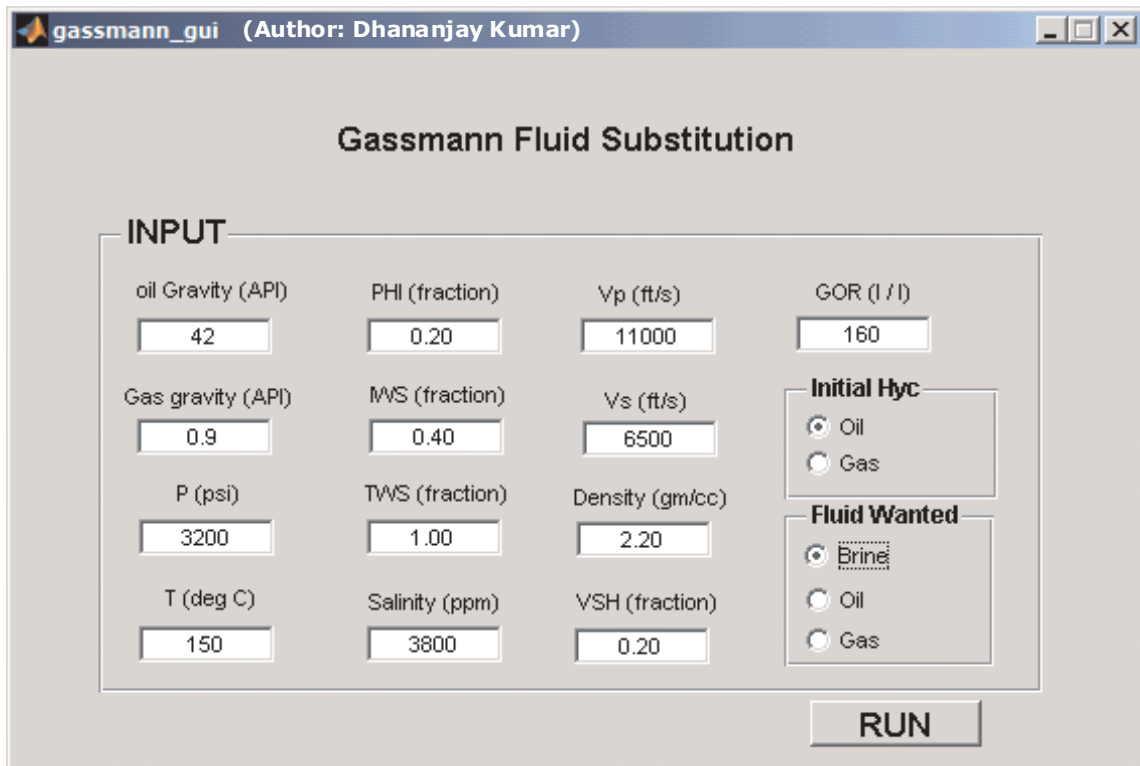 gassmann_gui (Author: Dhananjay Kumar)
Gassmann Fluid Substitution
INPUT
oil Gravity (API)
42
PHI (fraction)
0.20
Vp (ft/s)
11000
GOR (l / l)
160
Gas gravity (API)
0.9
IWS (fraction)
0.40
Vs (ft/s)
6500
Initial Hyc
Oil
Gas
P (psi)
3200
TWS (fraction)
1.00
Density (gm/cc)
2.20
Fluid Wanted
Brine
Oil
Gas
T (deg C)
150
Salinity (ppm)
3800
VSH (fraction)
0.20
RUN